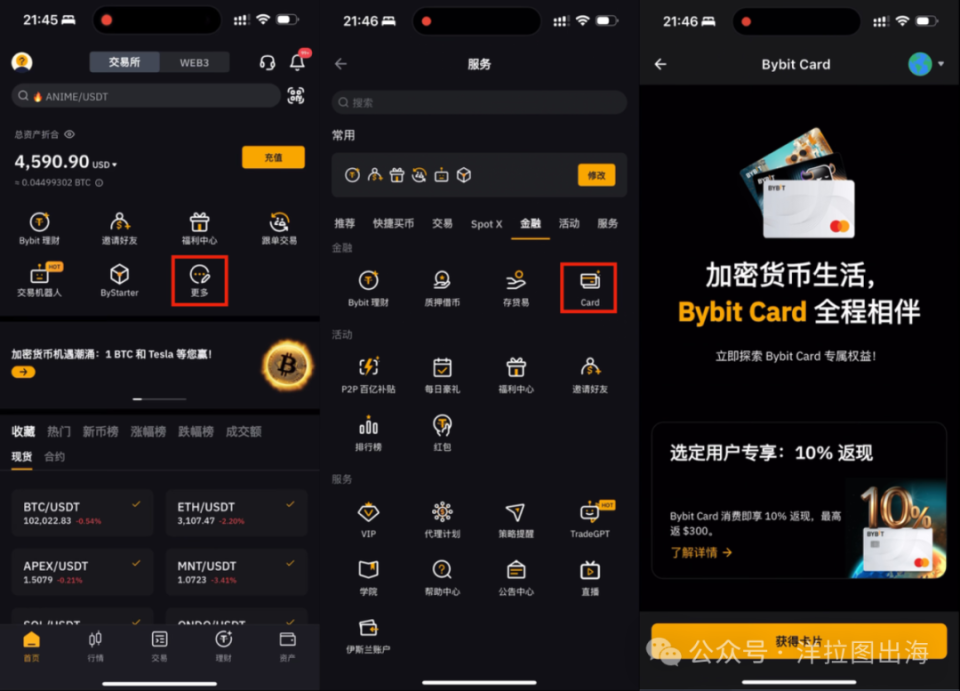 21:45
交易所
WEB3
99+
ANIME/USDT
总资产折合
4,590.90 USD
≈ 0.04499302 BTC
充值
Bybit 理财
邀请好友
福利中心
跟单交易
HOT
交易机器人
ByStarter
更多
加密货币机遇潮涌：1 BTC 和 Tesla 等您赢！
收藏 热门 新币榜 涨幅榜 跌幅榜 成交额
现货 合约
BTC/USDT
102,022.83 -0.54%
ETH/USDT
3,107.47 -2.20%
APEX/USDT
1.5079 -0.21%
MNT/USDT
1.0723 -3.41%
SOL/USDT
ONDO/USDT
首页
行情
交易
理财
资产
21:46
服务
搜索
常用
修改
推荐 快捷买币 交易 Spot X 金融 活动 服务
金融
Bybit 理财
质押借币
存贷易
Card
活动
P2P 百亿补贴
每日豪礼
福利中心
邀请好友
排行榜
红包
服务
VIP
代理计划
策略提醒
HOT
TradeGPT
学院
帮助中心
公告中心
直播
伊斯兰账户
21:46
Bybit Card
BYBIT
BYBIT
加密货币生活，
Bybit Card 全程相伴
立即探索 Bybit Card 专属权益！
选定用户专享：10% 返现
Bybit Card 消费即享 10% 返现，最高
返 $300。
了解详情
10%
BYBIT
获得卡片
公众号 · 洋拉图出海